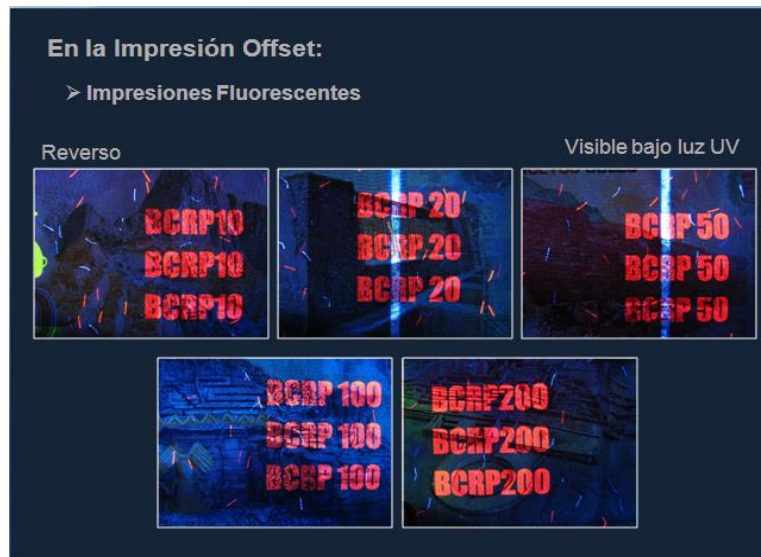 En la Impresión Offset:
➢ Impresiones Fluorescentes
Reverso
Visible bajo luz UV
BCRP10
BCRP10
BCRP10
BCRP 20
BCRP 20
BCRP 20
BCRP 50
BCRP 50
BCRP 50
BCRP 100
BCRP 100
BCRP 100
BCRP200
BCRP200
BCRP200